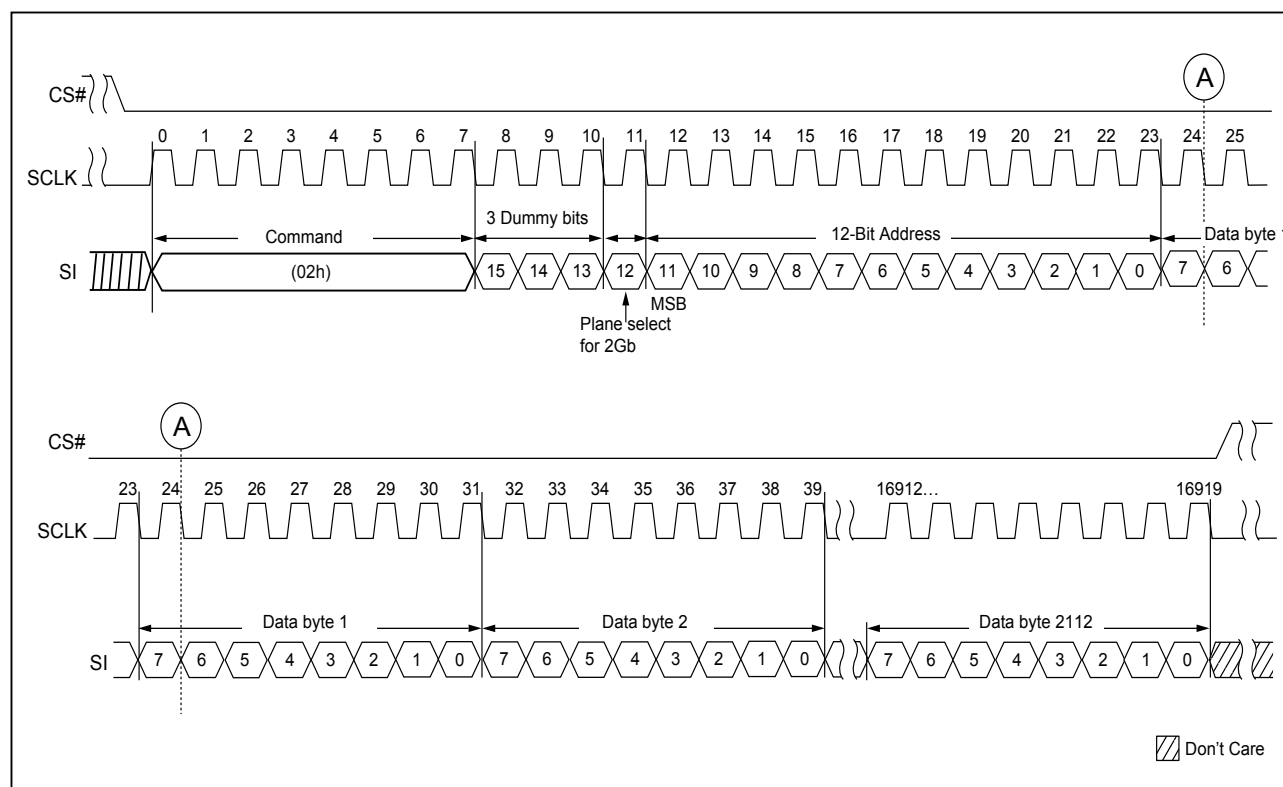 A
CS#
0 1 2 3 4 5 6 7 8 9 10 11 12 13 14 15 16 17 18 19 20 21 22 23 24 25
SCLK
3 Dummy bits
Command 12-Bit Address Data byte 1
SI (02h) 15 14 13 12 11 10 9 8 7 6 5 4 3 2 1 0 7 6
MSB
Plane select
for 2Gb
A
CS#
23 24 25 26 27 28 29 30 31 32 33 34 35 36 37 38 39 16912... 16919
SCLK
Data byte 1 Data byte 2 Data byte 2112
SI 7 6 5 4 3 2 1 0 7 6 5 4 3 2 1 0 7 6 5 4 3 2 1 0
Don't Care